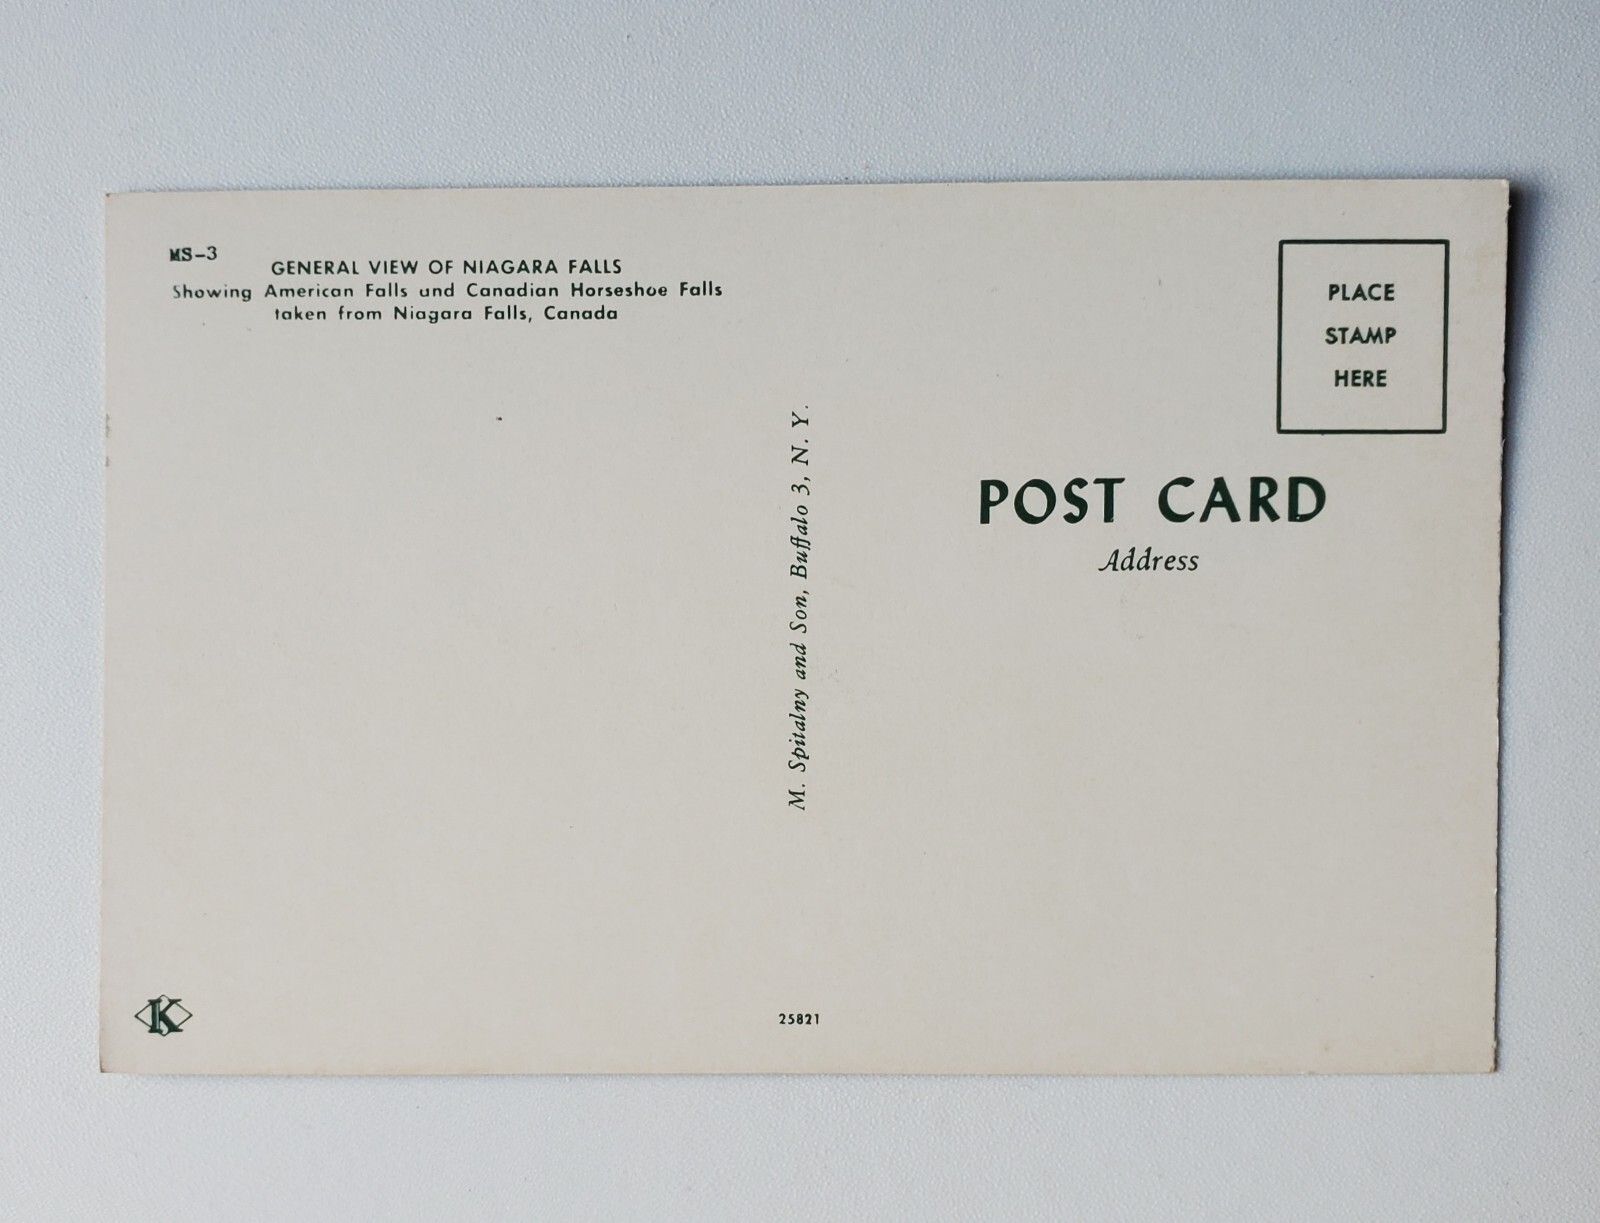 MS-3
GENERAL VIEW OF NIAGARA FALLS
Showing American Falls und Canadian Horseshoe Falls
taken from Niagara Falls, Canada
PLACE
STAMP
HERE
M. Spitalny and Son, Buffalo 3, N. Y.
POST CARD
Address
K
25821